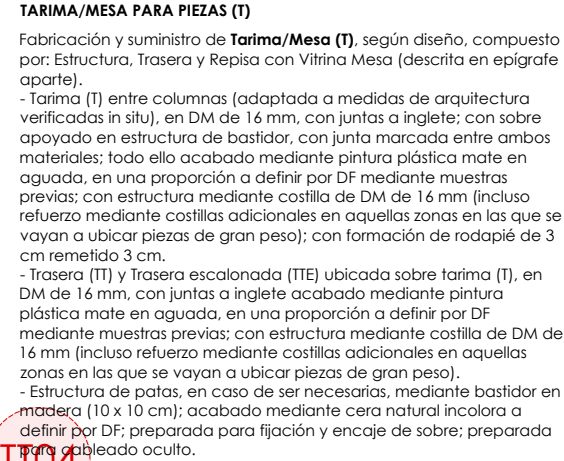 TARIMA/MESA PARA PIEZAS (T)
Fabricación y suministro de Tarima/Mesa (T), según diseño, compuesto
por: Estructura, Trasera y Repisa con Vitrina Mesa (descrita en epígrafe
aparte).
- Tarima (T) entre columnas (adaptada a medidas de arquitectura
verificadas in situ), en DM de 16 mm, con juntas a inglete; con sobre
apoyado en estructura de bastidor, con junta marcada entre ambos
materiales; todo ello acabado mediante pintura plástica mate en
aguada, en una proporción a definir por DF mediante muestras
previas; con estructura mediante costilla de DM de 16 mm (incluso
refuerzo mediante costillas adicionales en aquellas zonas en las que se
vayan a ubicar piezas de gran peso); con formación de rodapié de 3
cm remetido 3 cm.
- Trasera (TT) y Trasera escalonada (TTE) ubicada sobre tarima (T), en
DM de 16 mm, con juntas a inglete acabado mediante pintura
plástica mate en aguada, en una proporción a definir por DF
mediante muestras previas; con estructura mediante costilla de DM de
16 mm (incluso refuerzo mediante costillas adicionales en aquellas
zonas en las que se vayan a ubicar piezas de gran peso).
- Estructura de patas, en caso de ser necesarias, mediante bastidor en
madera (10 x 10 cm); acabado mediante cera natural incolora a
definir por DF; preparada para fijación y encaje de sobre; preparada
para cableado oculto.